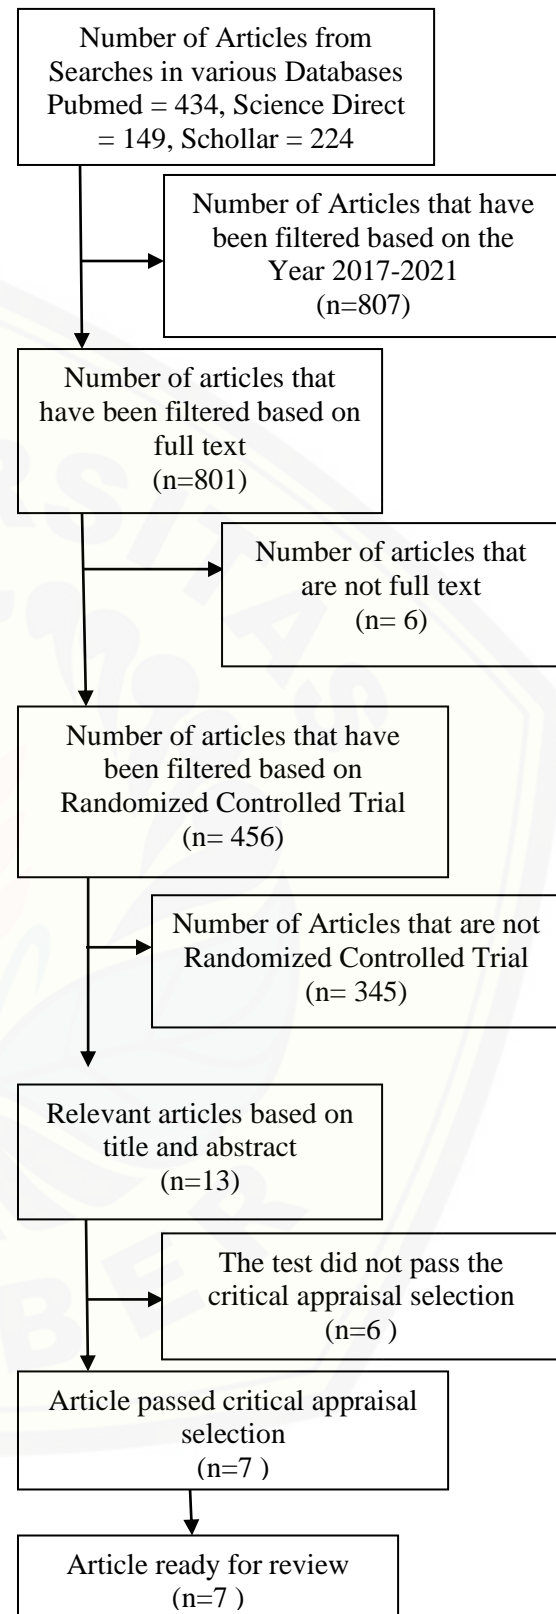 Number of Articles from
Searches in various Databases
Pubmed = 434, Science Direct
= 149, Schollar = 224
Number of Articles that have
been filtered based on the
Year 2017-2021
(n=807)
Number of articles that
have been filtered based on
full text
(n=801)
Number of articles that
are not full text
(n= 6)
Number of articles that have
been filtered based on
Randomized Controlled Trial
(n= 456)
Number of Articles that are not
Randomized Controlled Trial
(n= 345)
Relevant articles based on
title and abstract
(n=13)
The test did not pass the
critical appraisal selection
(n=6 )
Article passed critical appraisal
selection
(n=7 )
Article ready for review
(n=7 )